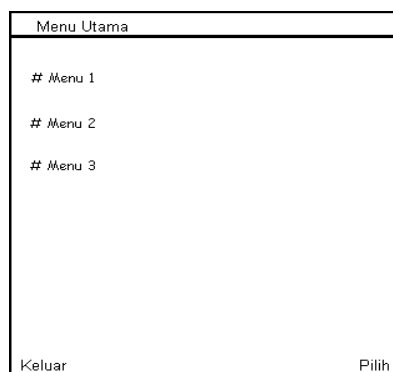 Menu Utama
# Menu 1
# Menu 2
# Menu 3
Keluar Pilih